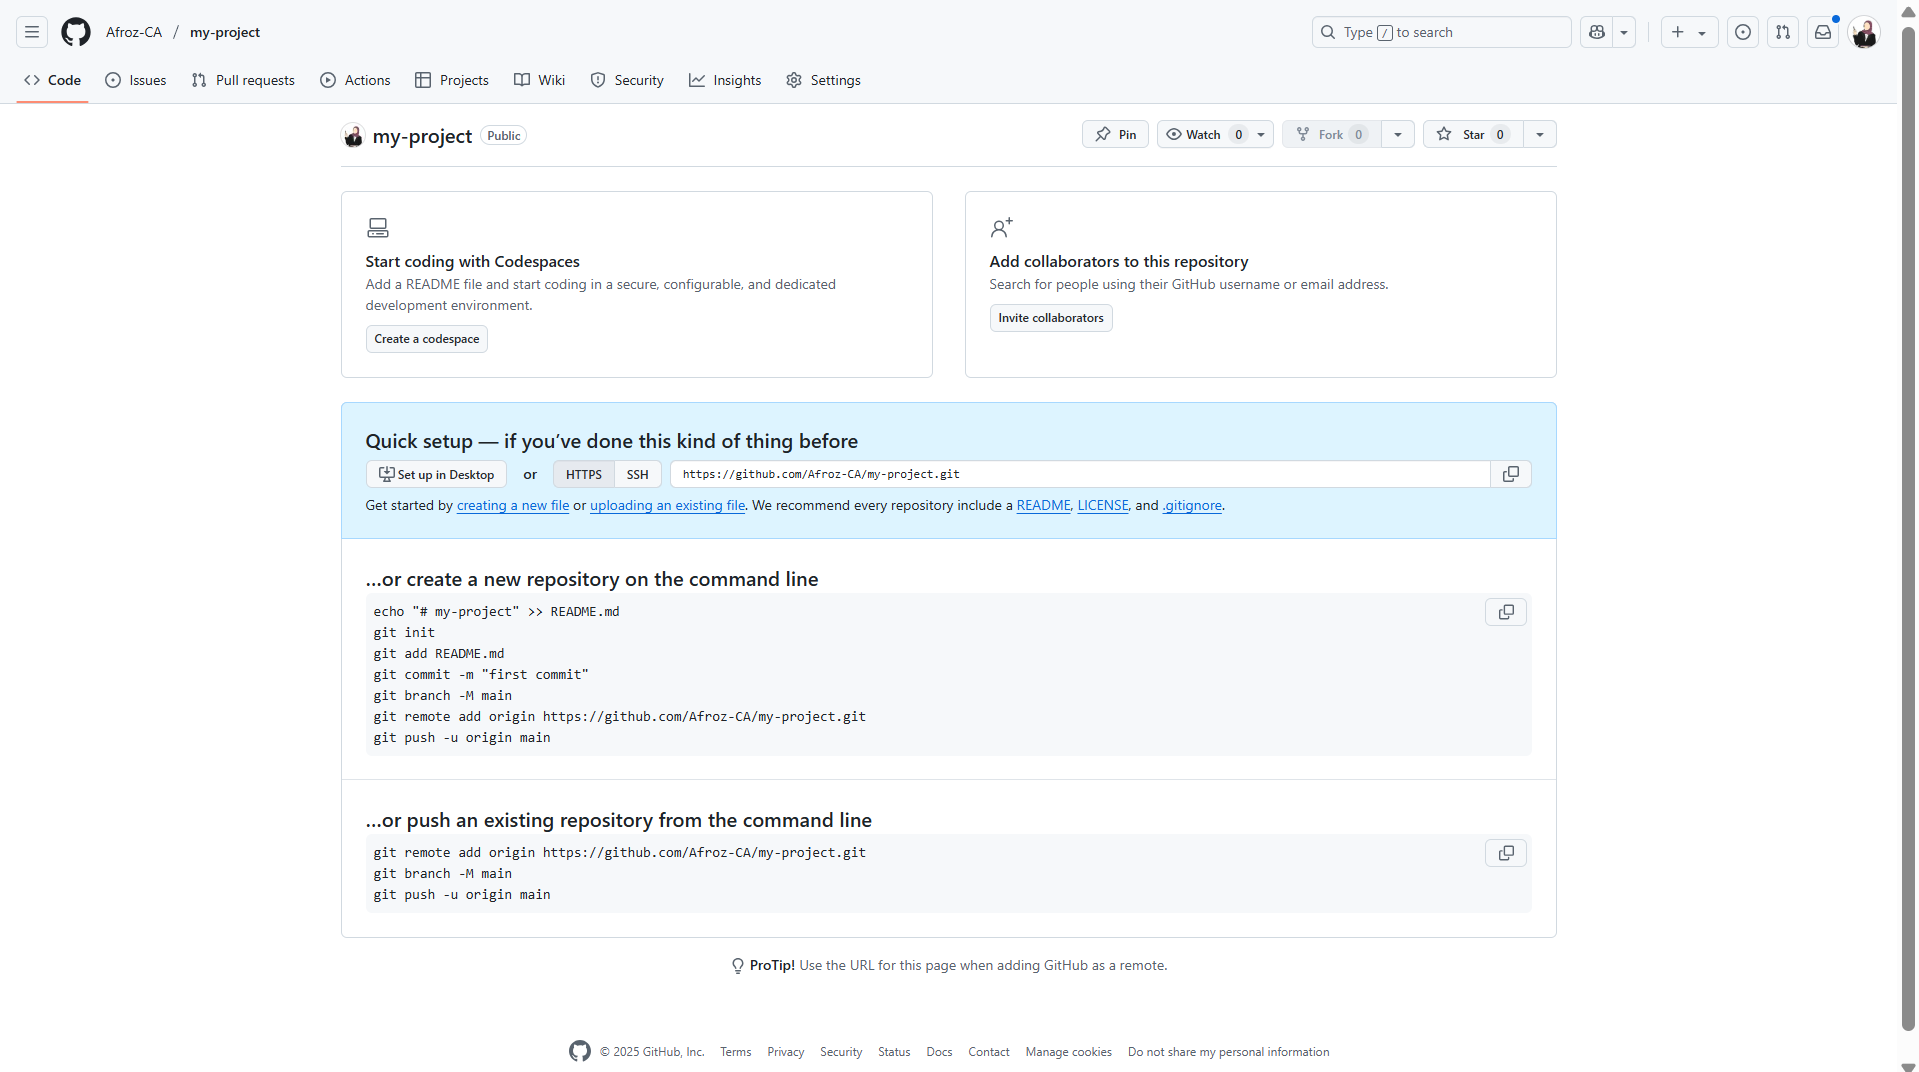 Afroz-CA / my-project
Type / to search
Code Issues Pull requests Actions Projects Wiki Security Insights Settings
my-project Public
Pin Watch 0 Fork 0 Star 0
Start coding with Codespaces
Add a README file and start coding in a secure, configurable, and dedicated
development environment.
Create a codespace
Add collaborators to this repository
Search for people using their GitHub username or email address.
Invite collaborators
Quick setup — if you’ve done this kind of thing before
Set up in Desktop or HTTPS SSH https://github.com/Afroz-CA/my-project.git
Get started by creating a new file or uploading an existing file. We recommend every repository include a README, LICENSE, and .gitignore.
…or create a new repository on the command line
echo "# my-project" >> README.md
git init
git add README.md
git commit -m "first commit"
git branch -M main
git remote add origin https://github.com/Afroz-CA/my-project.git
git push -u origin main
…or push an existing repository from the command line
git remote add origin https://github.com/Afroz-CA/my-project.git
git branch -M main
git push -u origin main
ProTip! Use the URL for this page when adding GitHub as a remote.
© 2025 GitHub, Inc. Terms Privacy Security Status Docs Contact Manage cookies Do not share my personal information